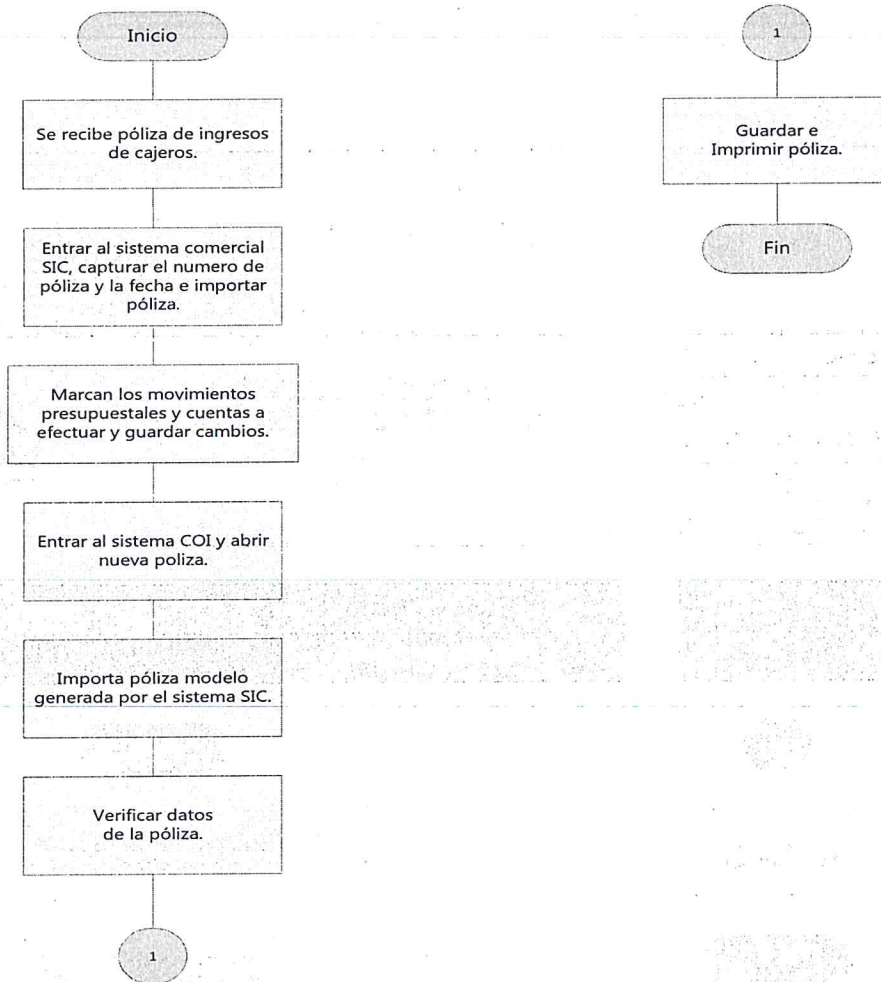 Inicio
Se recibe póliza de ingresos
de cajeros.
Entrar al sistema comercial
SIC, capturar el numero de
póliza y la fecha e importar
póliza.
Marcan los movimientos
presupuestales y cuentas a
efectuar y guardar cambios.
Entrar al sistema COI y abrir
nueva poliza.
Importa póliza modelo
generada por el sistema SIC.
Verificar datos
de la póliza.
1
1
Guardar e
Imprimir póliza.
Fin